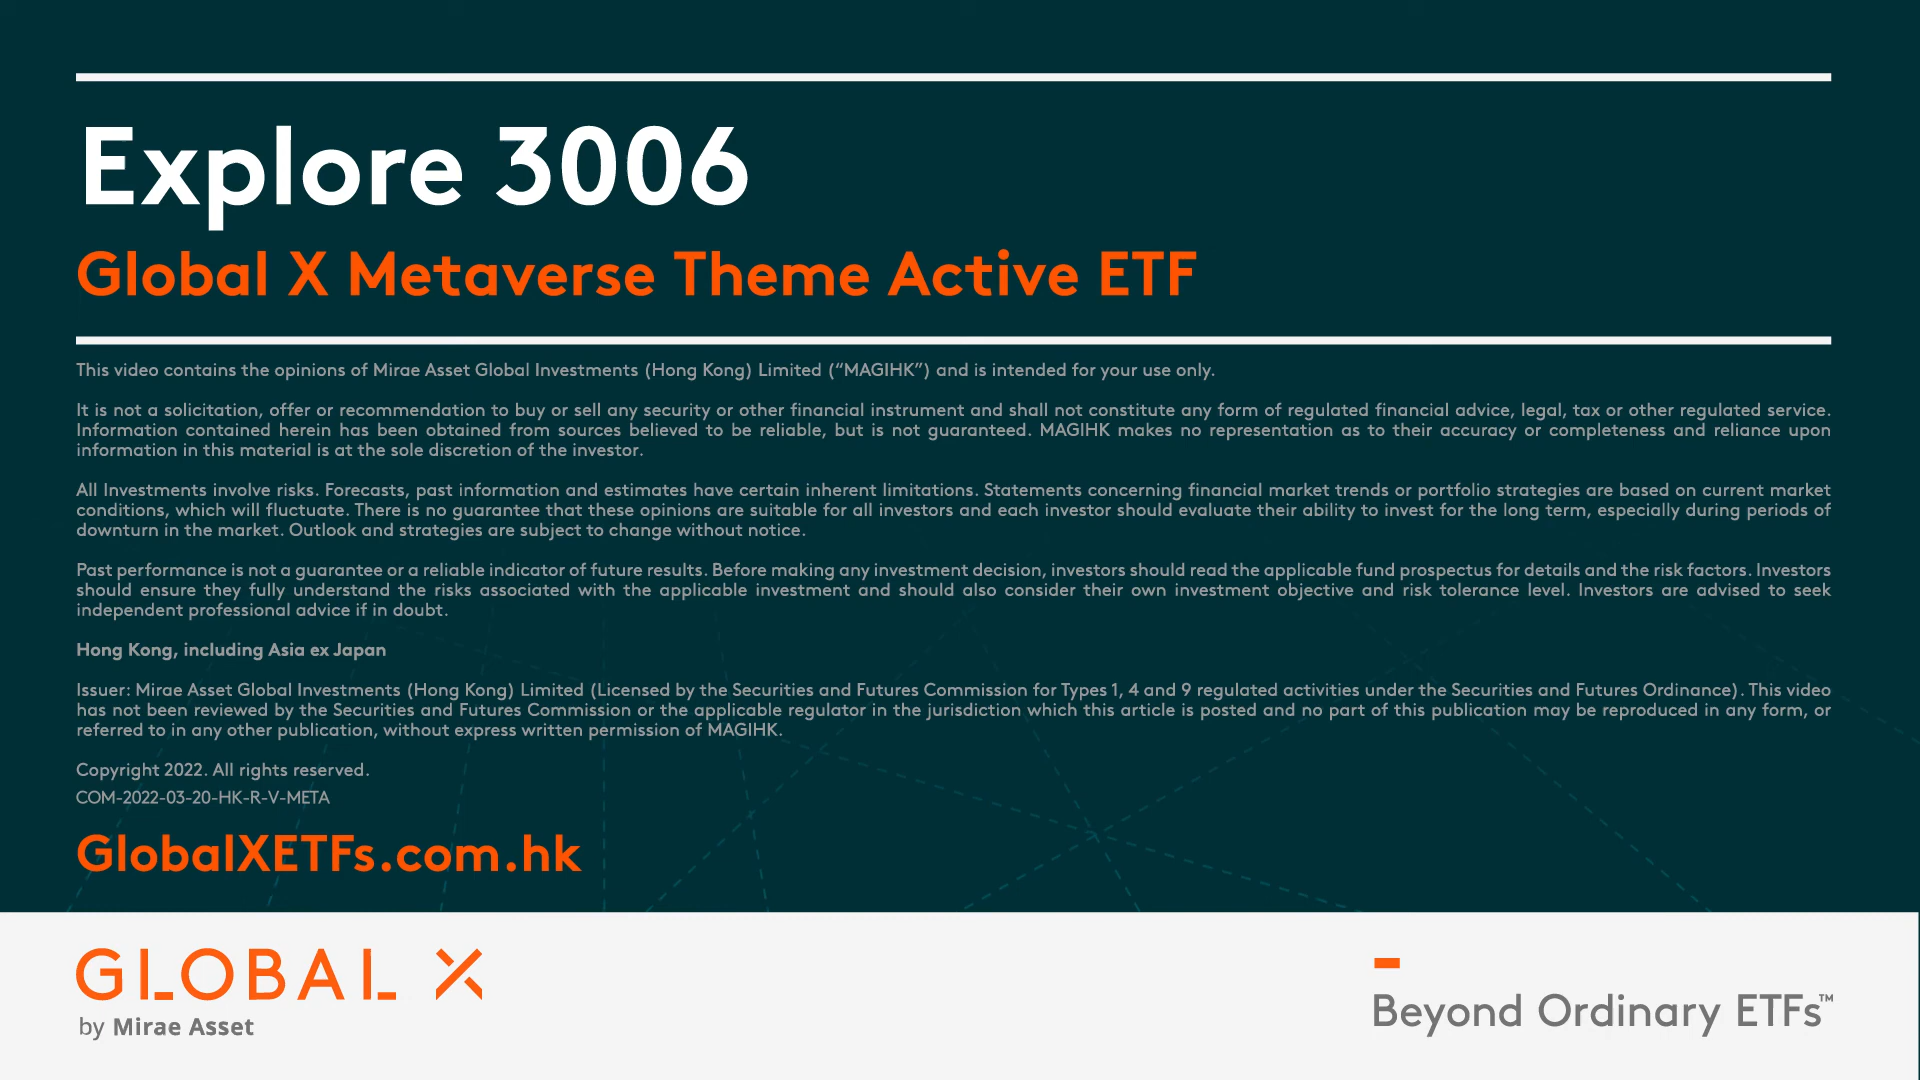 Explore 3006
Global X Metaverse Theme Active ETF
This video contains the opinions of Mirae Asset Global Investments (Hong Kong) Limited (“MAGIHK”) and is intended for your use only.
It is not a solicitation, offer or recommendation to buy or sell any security or other financial instrument and shall not constitute any form of regulated financial advice, legal, tax or other regulated service.
Information contained herein has been obtained from sources believed to be reliable, but is not guaranteed. MAGIHK makes no representation as to their accuracy or completeness and reliance upon
information in this material is at the sole discretion of the investor.
All Investments involve risks. Forecasts, past information and estimates have certain inherent limitations. Statements concerning financial market trends or portfolio strategies are based on current market
conditions, which will fluctuate. There is no guarantee that these opinions are suitable for all investors and each investor should evaluate their ability to invest for the long term, especially during periods of
downturn in the market. Outlook and strategies are subject to change without notice.
Past performance is not a guarantee or a reliable indicator of future results. Before making any investment decision, investors should read the applicable fund prospectus for details and the risk factors. Investors
should ensure they fully understand the risks associated with the applicable investment and should also consider their own investment objective and risk tolerance level. Investors are advised to seek
independent professional advice if in doubt.
Hong Kong, including Asia ex Japan
Issuer: Mirae Asset Global Investments (Hong Kong) Limited (Licensed by the Securities and Futures Commission for Types 1, 4 and 9 regulated activities under the Securities and Futures Ordinance). This video
has not been reviewed by the Securities and Futures Commission or the applicable regulator in the jurisdiction which this article is posted and no part of this publication may be reproduced in any form, or
referred to in any other publication, without express written permission of MAGIHK.
Copyright 2022. All rights reserved.
COM-2022-03-20-HK-R-V-META
GlobalXETFs.com.hk
GLOBAL X
by Mirae Asset
Beyond Ordinary ETFs™